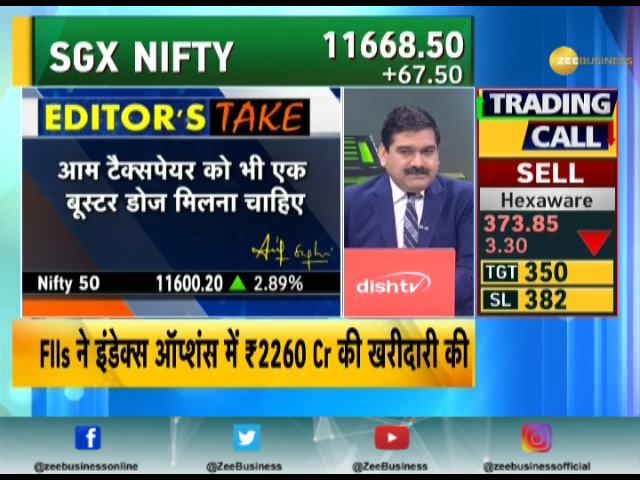 SGX NIFTY
11668.50
+67.50
ZEEBUSINESS
EDITOR'S TAKE
आम टैक्सपेयर को भी एक
बूस्टर डोज मिलना चाहिए
Nifty 50 11600.20 2.89%
dishtv
TRADING
CALL
SELL
Hexaware
373.85
3.30
TGT 350
SL 382
FIIs ने इंडेक्स ऑप्शंस में ₹2260 Cr की खरीदारी की
@zeebusinessonline
@ZeeBusiness
@ZeeBusiness
@zeebusinessofficial